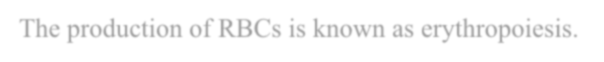 The production of RBCs is known as erythropoiesis.